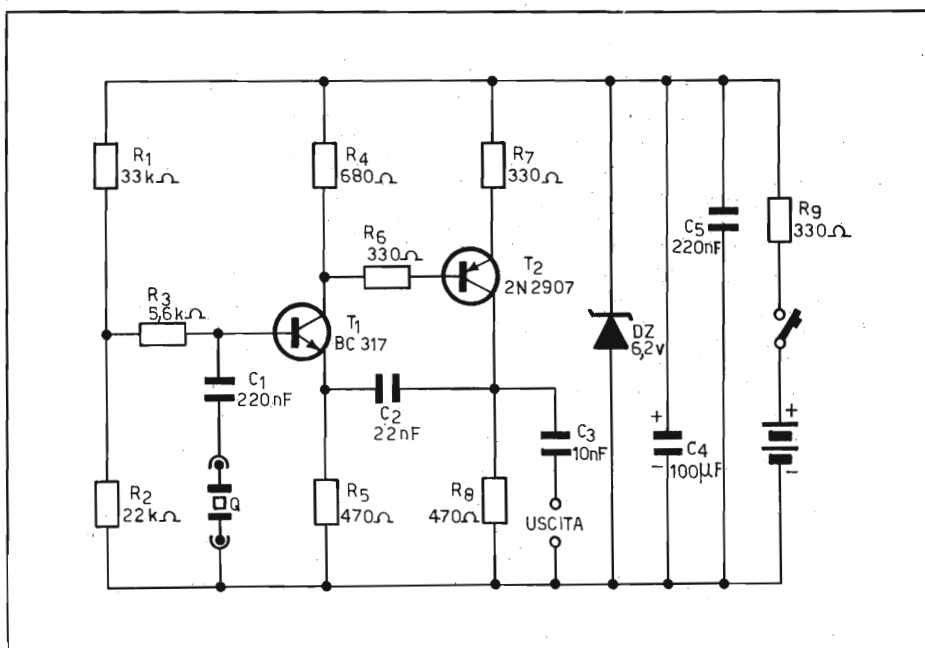 R1
33kΩ
R4
680Ω
R7
330Ω
R6
330Ω
T2
2N2907
C5
220nF
R9
330Ω
R3
5,6kΩ
T1
BC 317
DZ
6,2v
C1
220nF
C2
22nF
C3
10nF
+
C4
-
100µF
+
-
R2
22kΩ
Q
R5
470Ω
R8
470Ω
USCITA